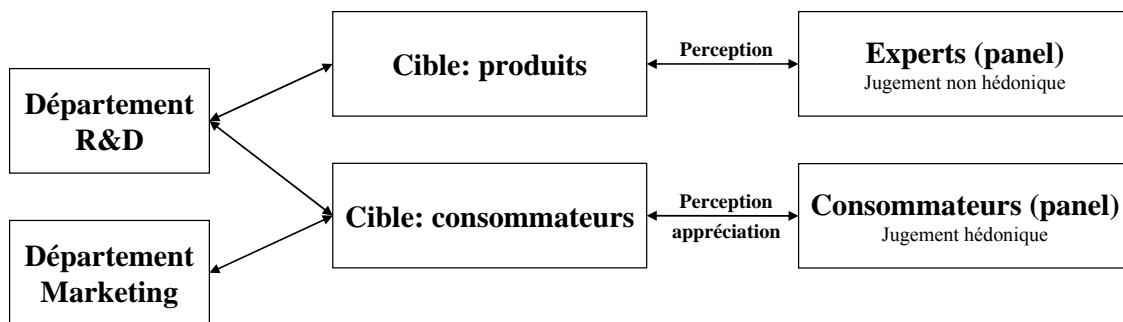 Département
R&D
Département
Marketing
Cible: produits
Cible: consommateurs
Perception
Perception
appréciation
Experts (panel)
Jugement non hédonique
Consommateurs (panel)
Jugement hédonique